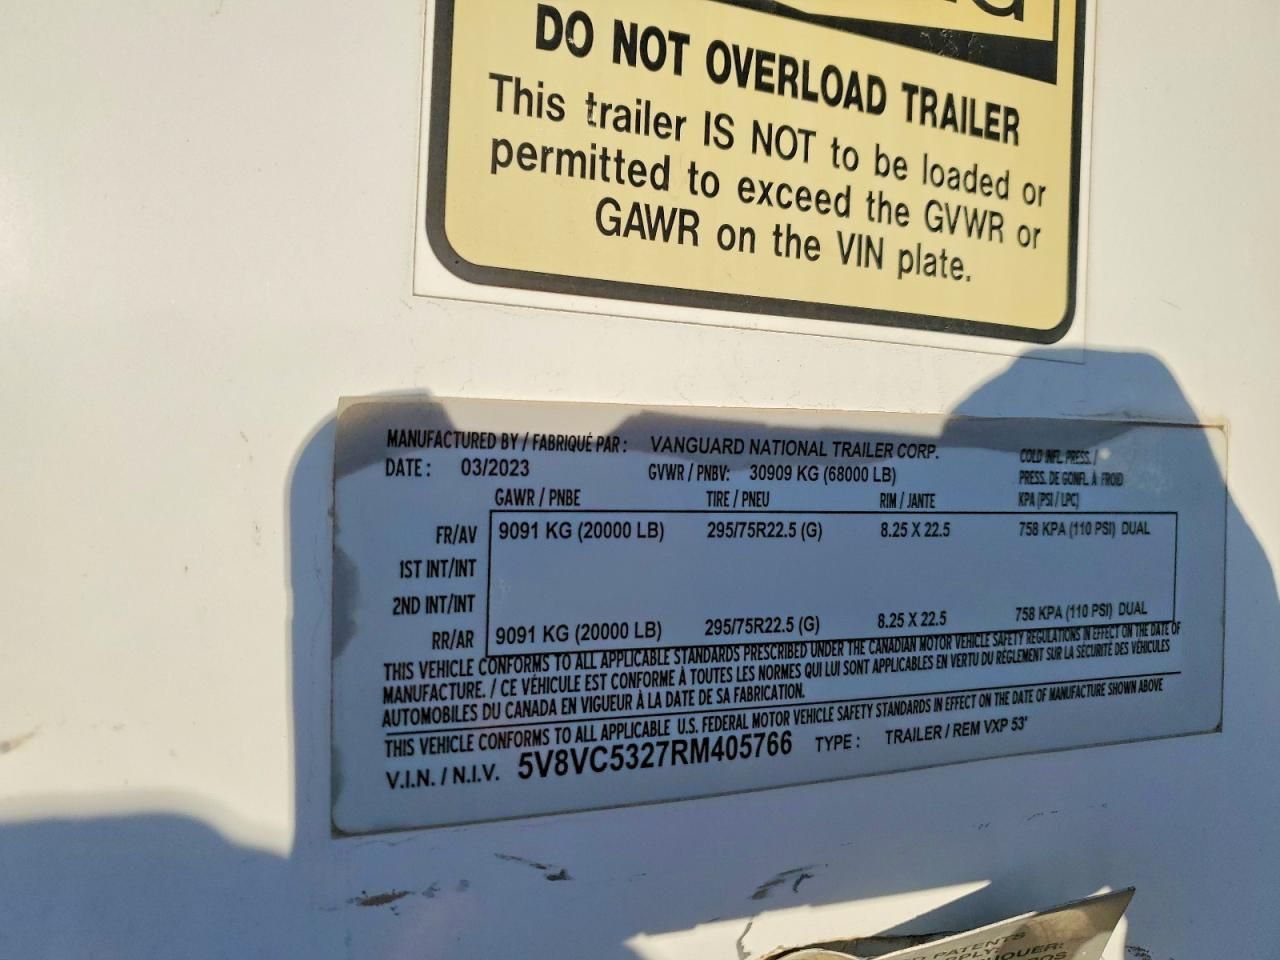 DO NOT OVERLOAD TRAILER
This trailer IS NOT to be loaded or
permitted to exceed the GVWR or
GAWR on the VIN plate.
MANUFACTURED BY / FABRIQUÉ PAR : VANGUARD NATIONAL TRAILER CORP.
DATE : 03/2023 GVWR / PNBV: 30909 KG (68000 LB) COLD INFL. PRESS. /
PRESS. DE GONFL. À FROID
GAWR / PNBE TIRE / PNEU RIM / JANTE KPA (PSI / LPC)
FR/AV 9091 KG (20000 LB) 295/75R22.5 (G) 8.25 X 22.5 758 KPA (110 PSI) DUAL
1ST INT/INT
2ND INT/INT
RR/AR 9091 KG (20000 LB) 295/75R22.5 (G) 8.25 X 22.5 758 KPA (110 PSI) DUAL
THIS VEHICLE CONFORMS TO ALL APPLICABLE STANDARDS PRESCRIBED UNDER THE CANADIAN MOTOR VEHICLE SAFETY REGULATIONS IN EFFECT ON THE DATE OF
MANUFACTURE. / CE VÉHICULE EST CONFORME À TOUTES LES NORMES QUI LUI SONT APPLICABLES EN VERTU DU RÈGLEMENT SUR LA SÉCURITÉ DES VÉHICULES
AUTOMOBILES DU CANADA EN VIGUEUR À LA DATE DE SA FABRICATION.
THIS VEHICLE CONFORMS TO ALL APPLICABLE U.S. FEDERAL MOTOR VEHICLE SAFETY STANDARDS IN EFFECT ON THE DATE OF MANUFACTURE SHOWN ABOVE
V.I.N. / N.I.V. 5V8VC5327RM405766 TYPE : TRAILER / REM VXP 53'
PATENTS